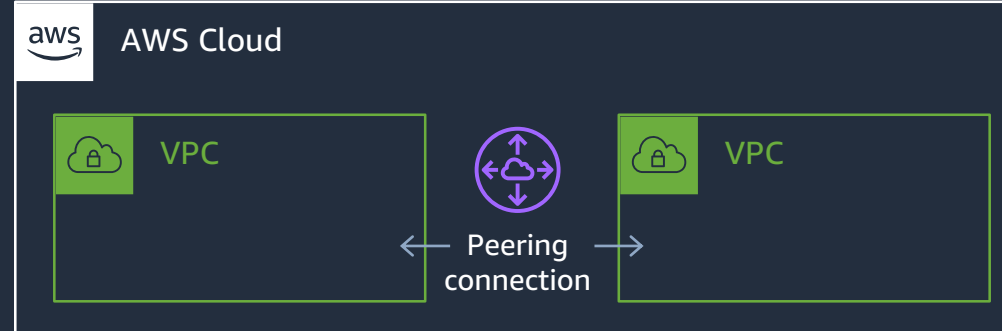 aws
AWS Cloud
VPC
VPC
Peering
connection